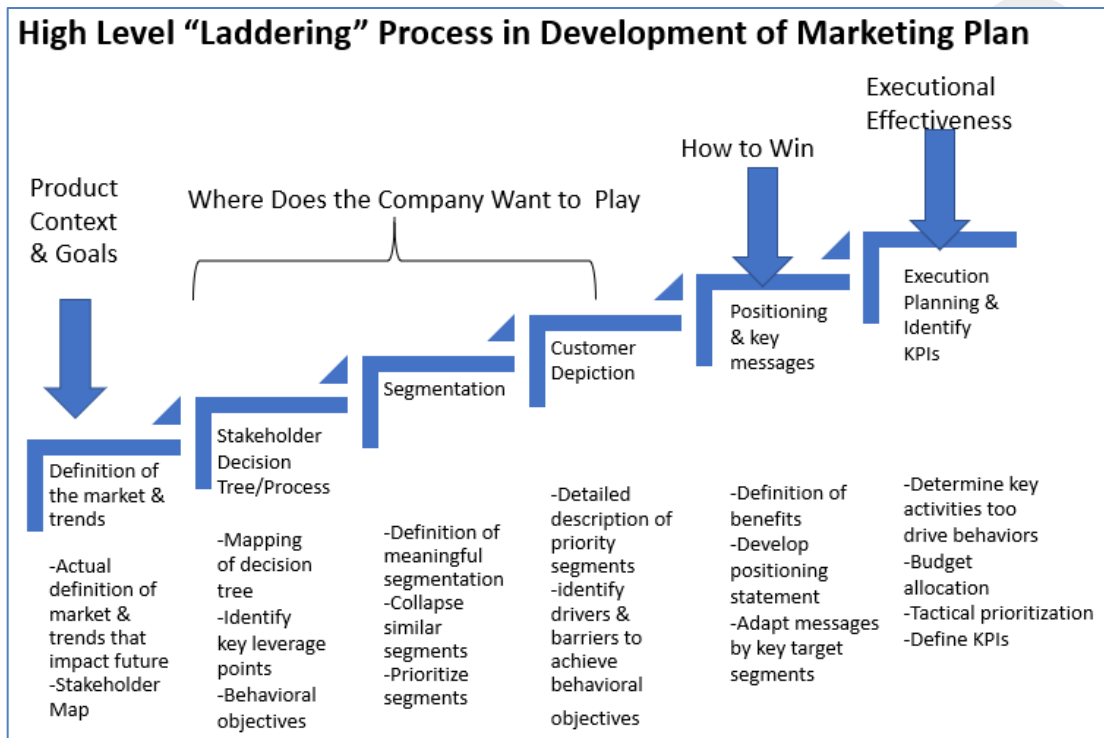 High Level “Laddering” Process in Development of Marketing Plan
Product
Context
& Goals
Where Does the Company Want to Play
How to Win
Executional
Effectiveness
Definition of
the market &
trends
-Actual
definition of
market &
trends that
impact future
-Stakeholder
Map
Stakeholder
Decision
Tree/Process
-Mapping
of decision
tree
-Identify
key leverage
points
-Behavioral
objectives
Segmentation
-Definition of
meaningful
segmentation
-Collapse
similar
segments
-Prioritize
segments
Customer
Depiction
-Detailed
description of
priority
segments
-identify
drivers &
barriers to
achieve
behavioral
objectives
Positioning
& key
messages
-Definition of
benefits
-Develop
positioning
statement
-Adapt messages
by key target
segments
Execution
Planning &
Identify
KPIs
-Determine key
activities too
drive behaviors
-Budget
allocation
-Tactical prioritization
-Define KPIs